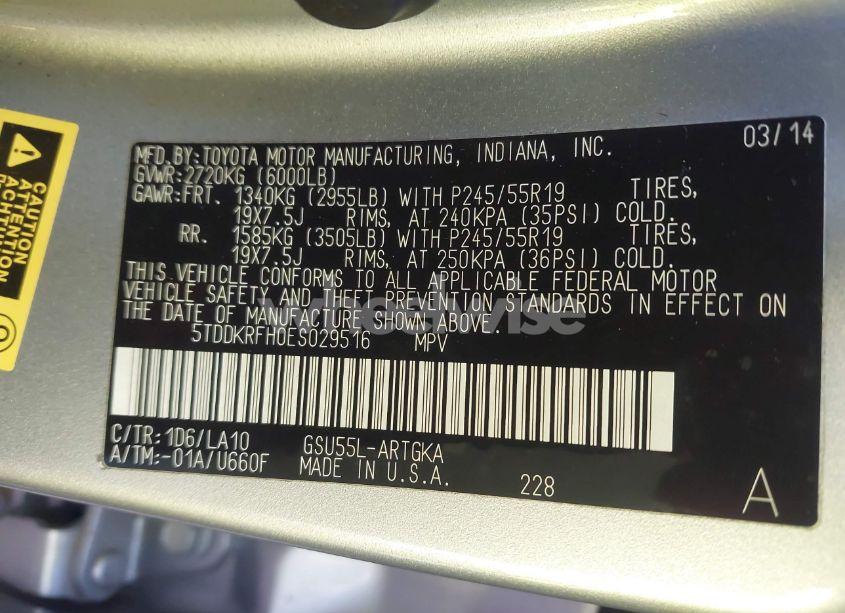 CAUTION
ATTENTION
ACHTUNG
MFD.BY:TOYOTA MOTOR MANUFACTURING, INDIANA, INC. 03/14
GVWR:2720KG (6000LB)
GAWR:FRT. 1340KG (2955LB) WITH P245/55R19 TIRES,
19X7.5J RIMS, AT 240KPA (35PSI) COLD.
RR. 1585KG (3505LB) WITH P245/55R19 TIRES,
19X7.5J RIMS, AT 250KPA (36PSI) COLD.
THIS VEHICLE CONFORMS TO ALL APPLICABLE FEDERAL MOTOR
VEHICLE SAFETY AND THEFT PREVENTION STANDARDS IN EFFECT ON
THE DATE OF MANUFACTURE SHOWN ABOVE.
5TDDKRFH0ES029516 MPV
C/TR:1D6/LA10 GSU55L-ARTGKA
A/TM:-01A/U660F MADE IN U.S.A. 228 A